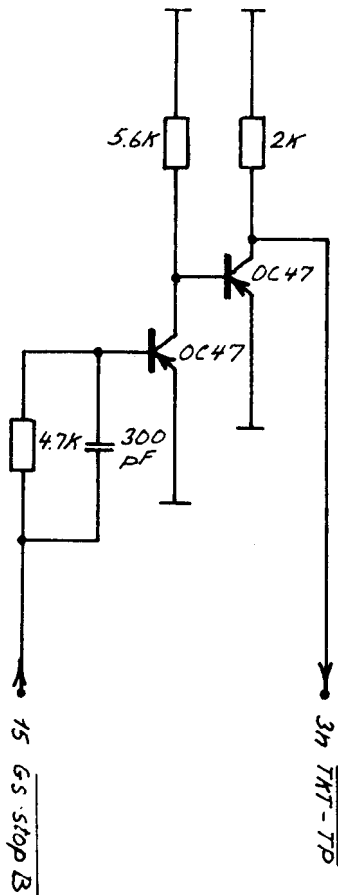 5.6K
2K
OC47
OC47
4.7K
300
pF
15 GS.stop B
3h TKT-TP